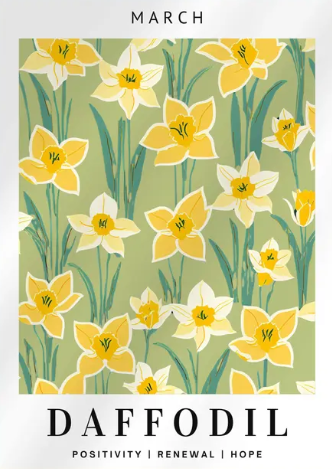 MARCH
DAFFODIL
POSITIVITY | RENEWAL | HOPE